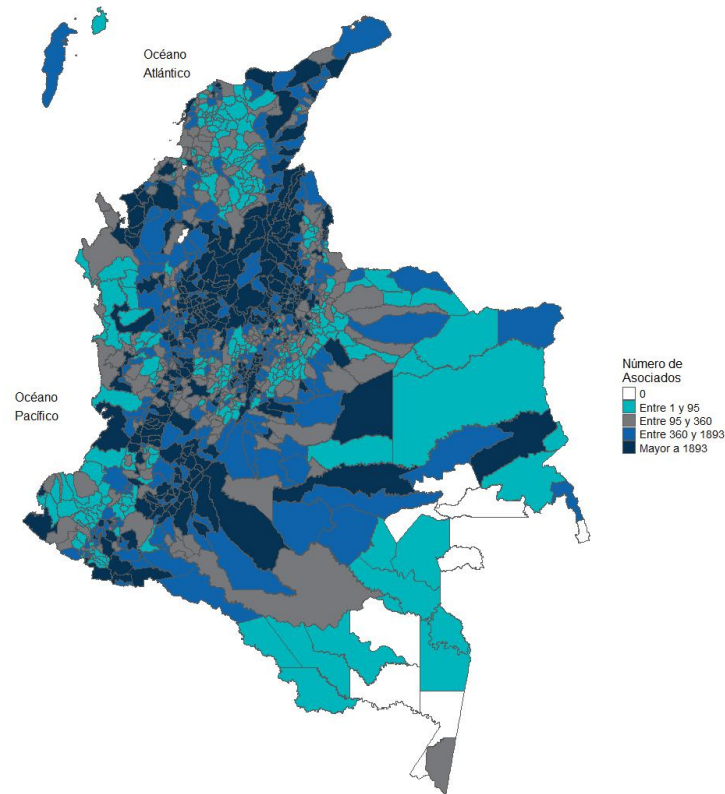 Océano
Atlántico
Océano
Pacífico
Número de
Asociados
0
Entre 1 y 95
Entre 95 y 360
Entre 360 y 1893
Mayor a 1893